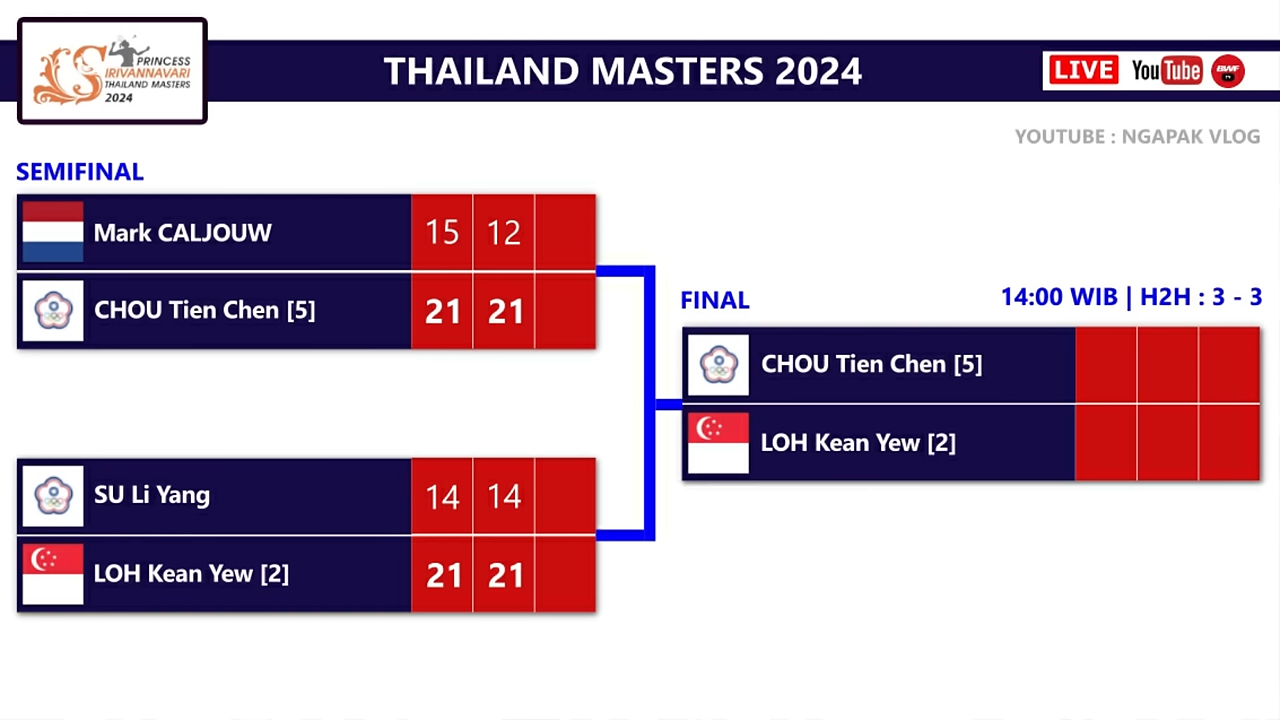 PRINCESS
SIRIVANNAVARI
THAILAND MASTERS
2024
THAILAND MASTERS 2024
LIVE YouTube BWF TV
YOUTUBE : NGAPAK VLOG
SEMIFINAL
Mark CALJOUW 15 12
CHOU Tien Chen [5] 21 21
FINAL 14:00 WIB | H2H : 3 - 3
CHOU Tien Chen [5]
LOH Kean Yew [2]
SU Li Yang 14 14
LOH Kean Yew [2] 21 21